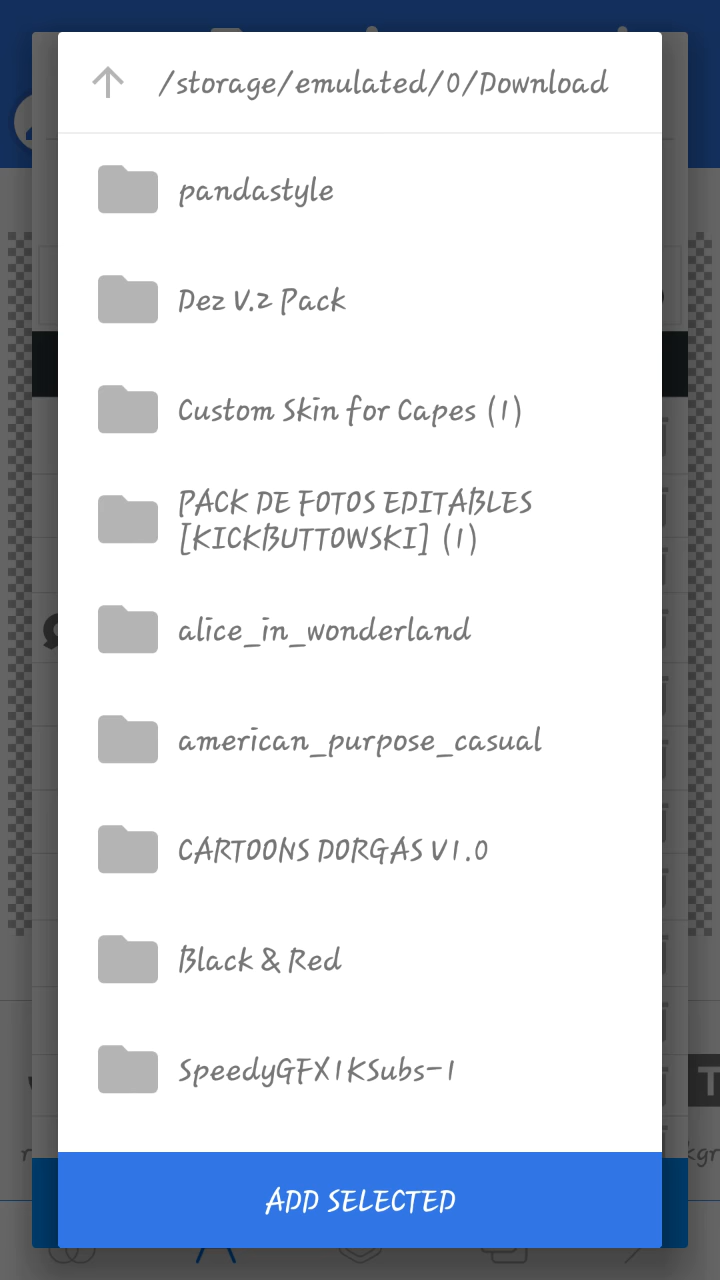 /storage/emulated/0/Download
pandastyle
Dez V.2 Pack
Custom Skin for Capes (1)
PACK DE FOTOS EDITABLES
[KICKBUTTOWSKI] (1)
alice_in_wonderland
american_purpose_casual
CARTOONS DORGAS V1.0
Black & Red
SpeedyGFX1KSubs-1
ADD SELECTED